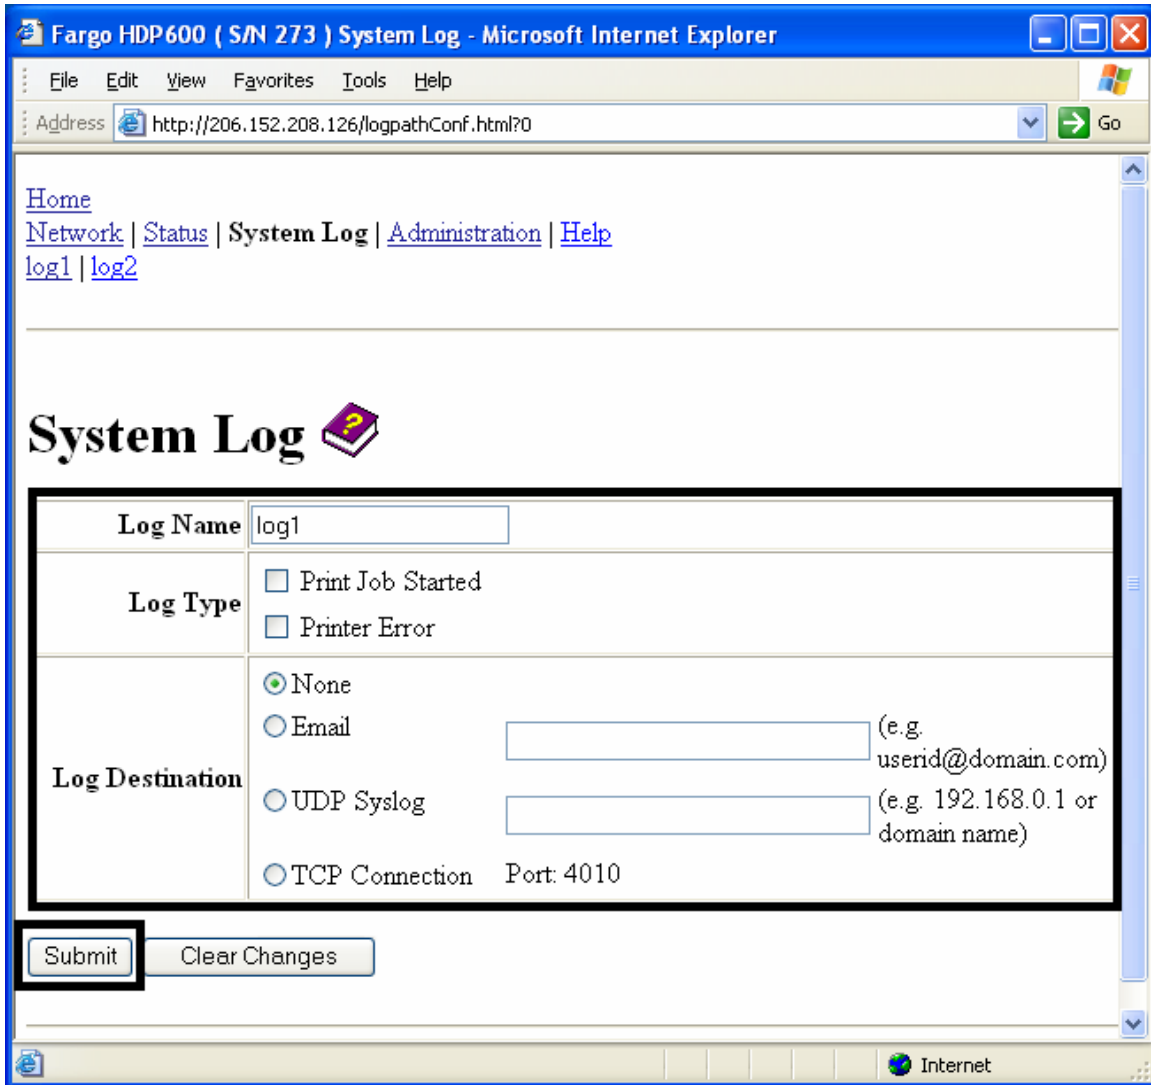 Fargo HDP600 ( S/N 273 ) System Log - Microsoft Internet Explorer
File Edit View Favorites Tools Help
Address http://206.152.208.126/logpathConf.html?0 Go
Home
Network | Status | System Log | Administration | Help
log1 | log2
System Log ?
Log Name log1
Log Type
Print Job Started
Printer Error
Log Destination
None
Email (e.g. 
userid@domain.com)
UDP Syslog (e.g. 192.168.0.1 or
domain name)
TCP Connection Port: 4010
Submit Clear Changes
Internet